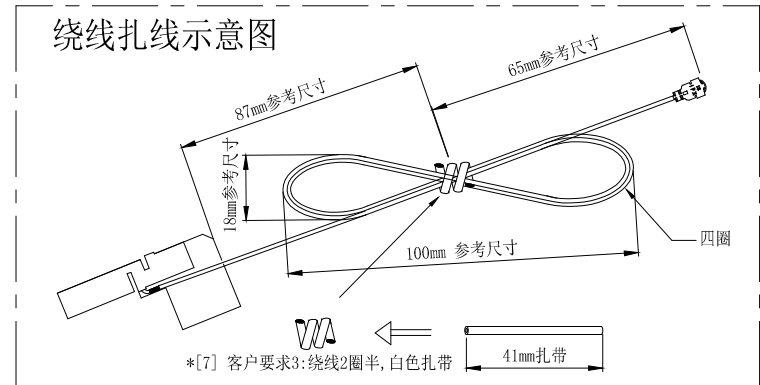 绕线扎线示意图
65mm参考尺寸
87mm参考尺寸
18mm参考尺寸
四圈
100mm 参考尺寸
*[7] 客户要求3:绕线2圈半,白色扎带
41mm扎带